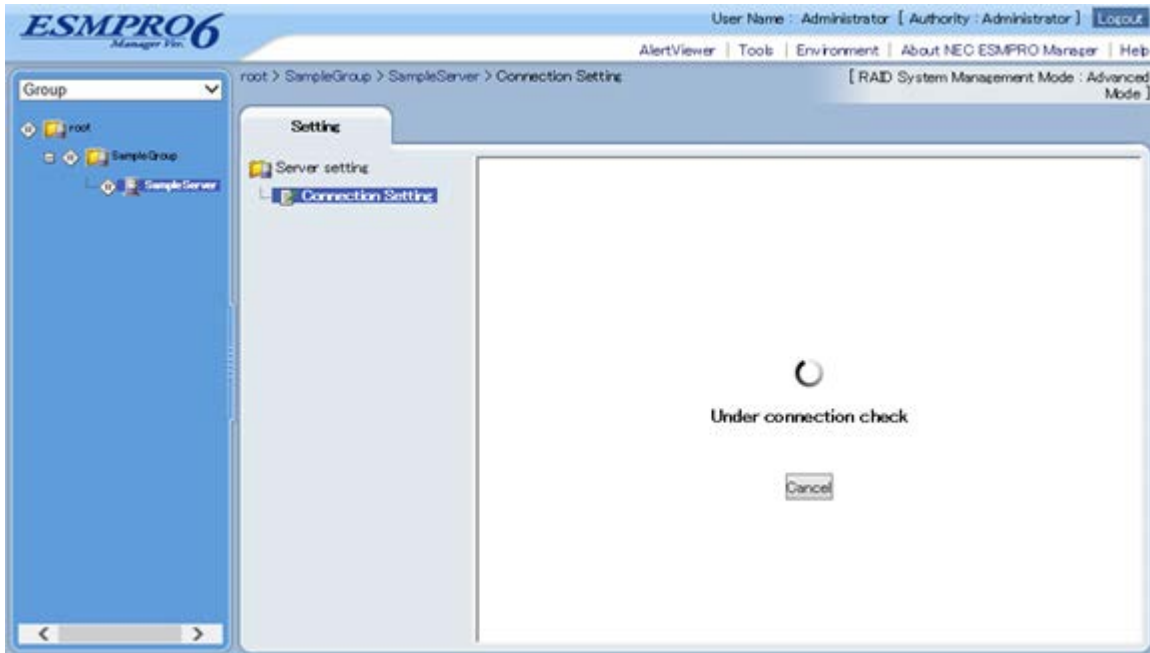 ESMPRO6
Manager Ver.
User Name : Administrator [ Authority : Administrator ] Logout
AlertViewer | Tools | Environment | About NEC ESMPRO Manager | Help
Group
root > SampleGroup > SampleServer > Connection Setting
[ RAID System Management Mode : Advanced
Mode ]
root
SampleGroup
SampleServer
Setting
Server setting
Connection Setting
Under connection check
Cancel